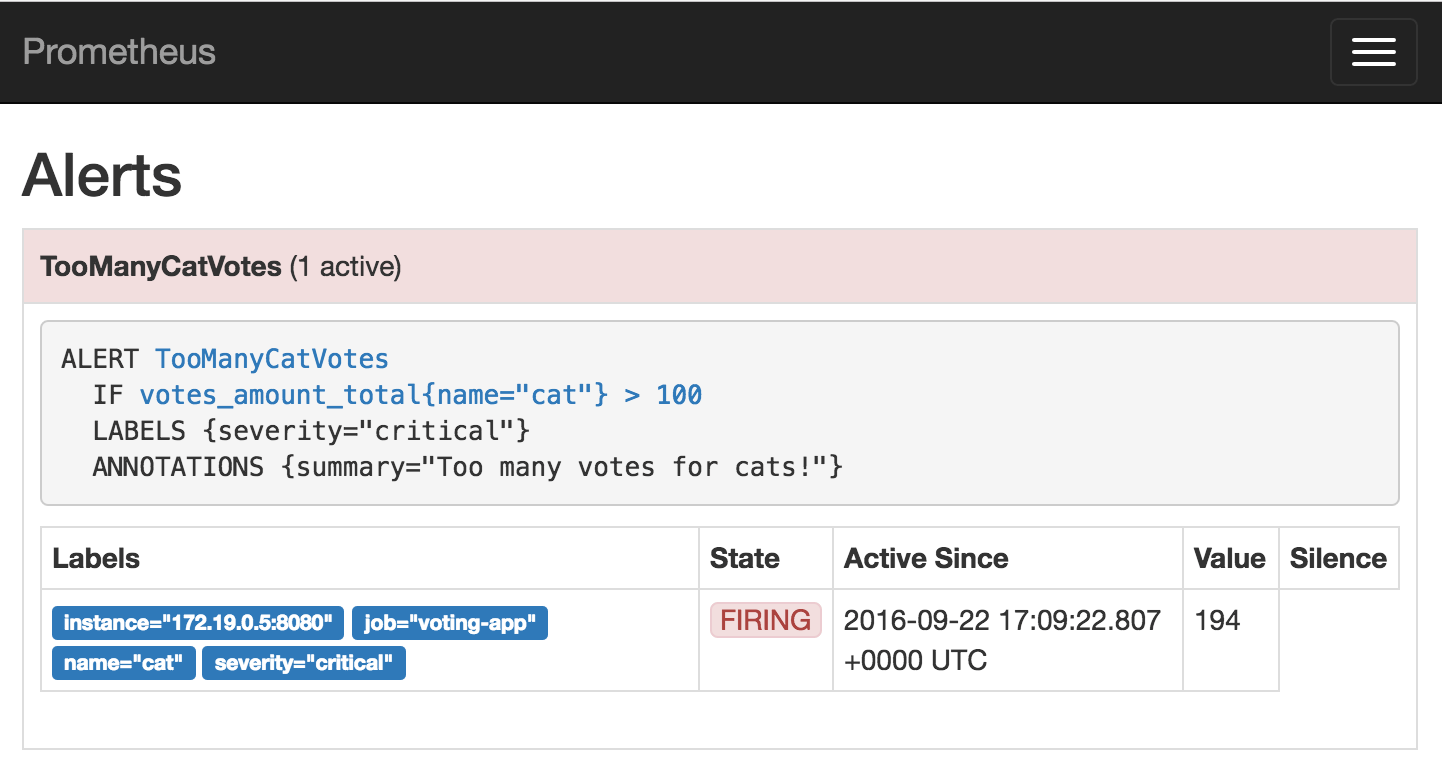 Prometheus
Alerts
TooManyCatVotes (1 active)
ALERT TooManyCatVotes
  IF votes_amount_total{name="cat"} > 100
  LABELS {severity="critical"}
  ANNOTATIONS {summary="Too many votes for cats!"}
Labels State Active Since Value Silence
instance="172.19.0.5:8080" job="voting-app" FIRING 2016-09-22 17:09:22.807 194
name="cat" severity="critical" +0000 UTC